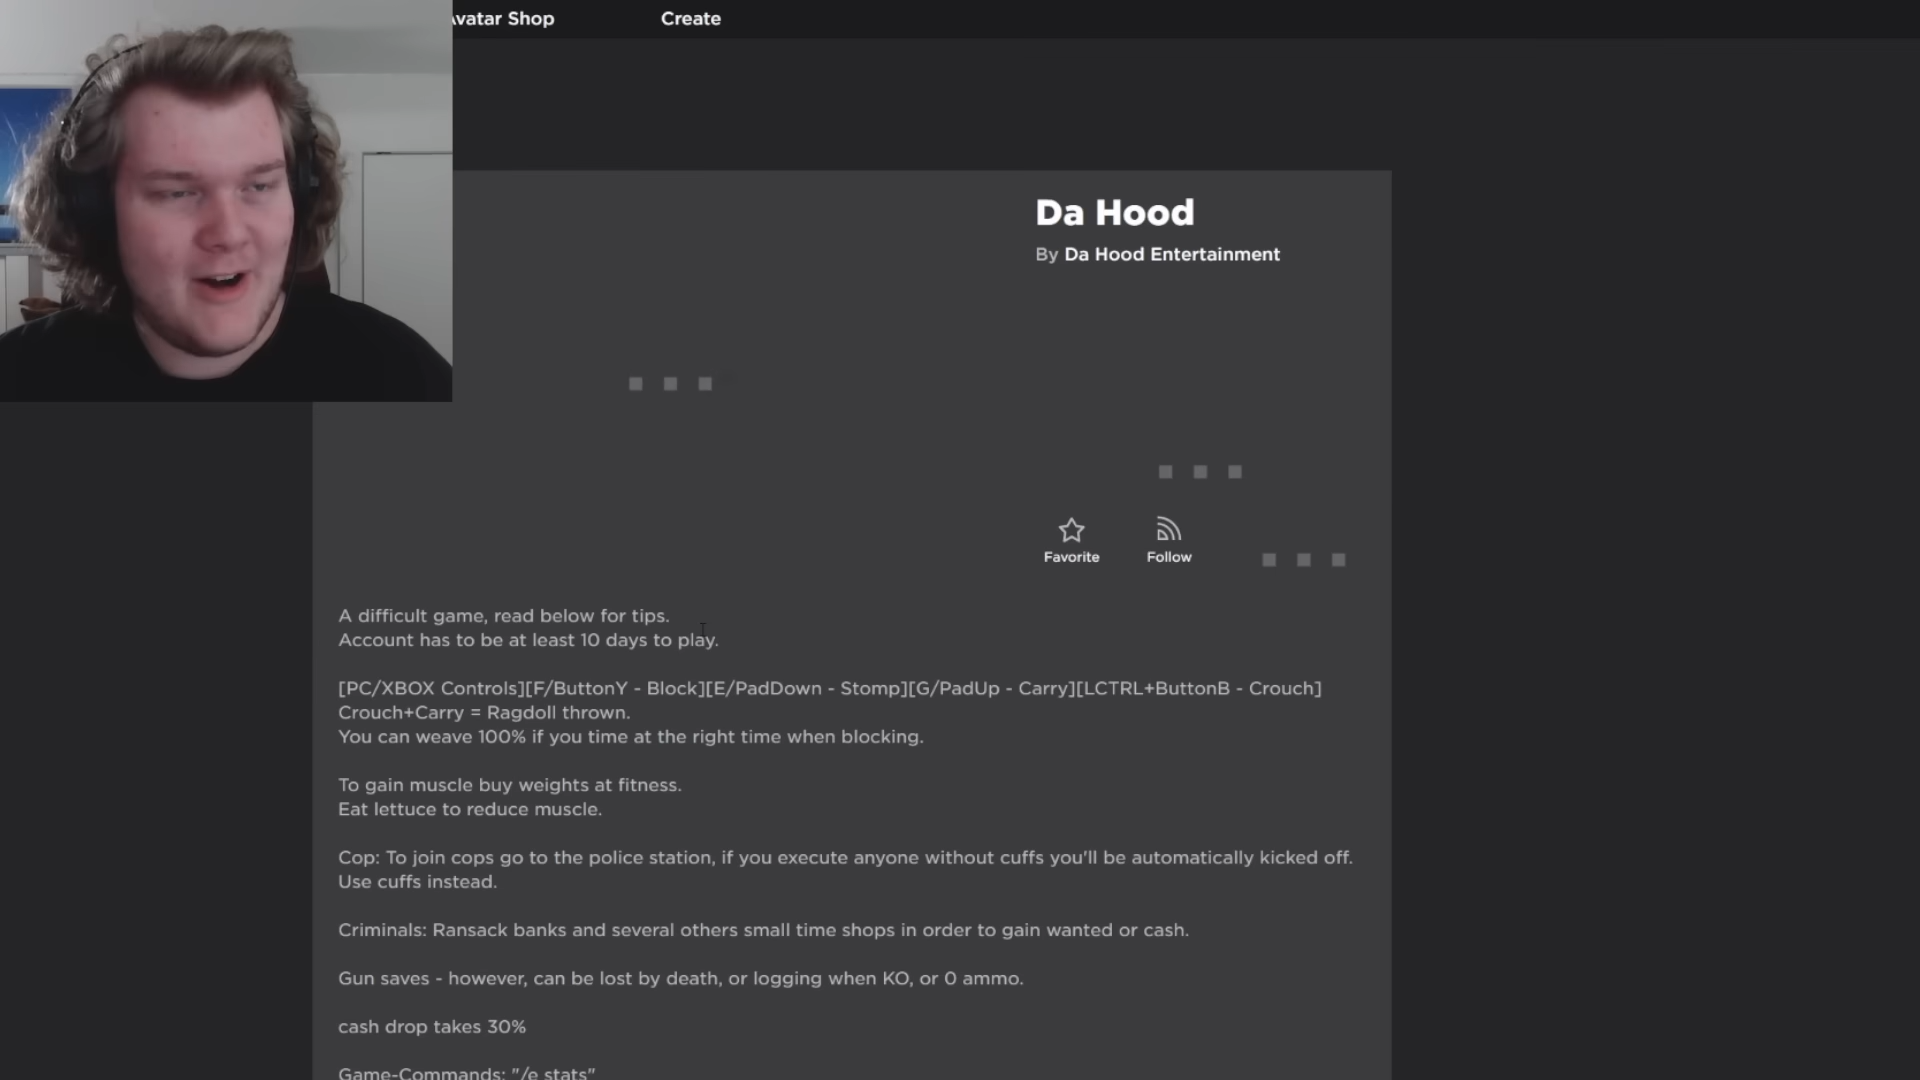 Avatar Shop
Create
Da Hood
By Da Hood Entertainment
Favorite
Follow
A difficult game, read below for tips.
Account has to be at least 10 days to play.
[PC/XBOX Controls][F/ButtonY - Block][E/PadDown - Stomp][G/PadUp - Carry][LCTRL+ButtonB - Crouch]
Crouch+Carry = Ragdoll thrown.
You can weave 100% if you time at the right time when blocking.
To gain muscle buy weights at fitness.
Eat lettuce to reduce muscle.
Cop: To join cops go to the police station, if you execute anyone without cuffs you'll be automatically kicked off.
Use cuffs instead.
Criminals: Ransack banks and several others small time shops in order to gain wanted or cash.
Gun saves - however, can be lost by death, or logging when KO, or 0 ammo.
cash drop takes 30%
Game-Commands: "/e stats"